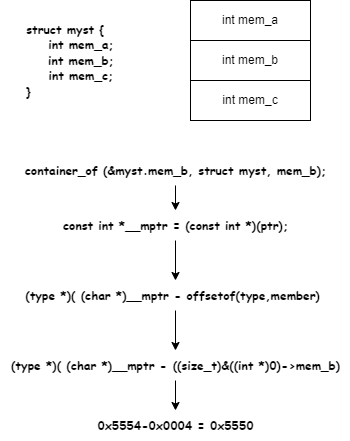 struct myst {
int mem_a;
int mem_b;
int mem_c;
}
int mem_a
int mem_b
int mem_c
container_of (&myst.mem_b, struct myst, mem_b);
const int *__mptr = (const int *)(ptr);
(type *)( (char *)__mptr - offsetof(type,member)
(type *)( (char *)__mptr - ((size_t)&((int *)0)->mem_b)
0x5554-0x0004 = 0x5550